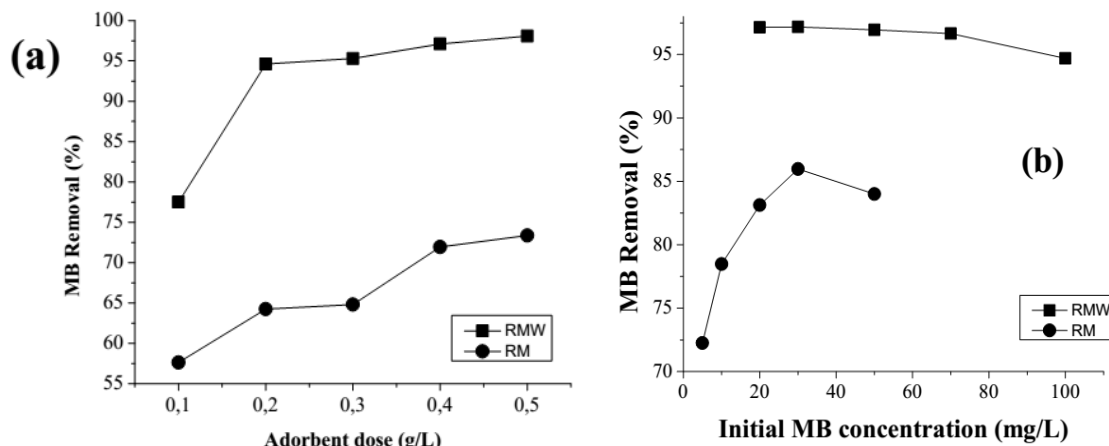 (a)
MB Removal (%)
100
95
90
85
80
75
70
65
60
55
0,1 0,2 0,3 0,4 0,5
Adorbent dose (g/L)
RMW
RM
(b)
MB Removal (%)
95
90
85
80
75
70
0 20 40 60 80 100
Initial MB concentration (mg/L)
RMW
RM